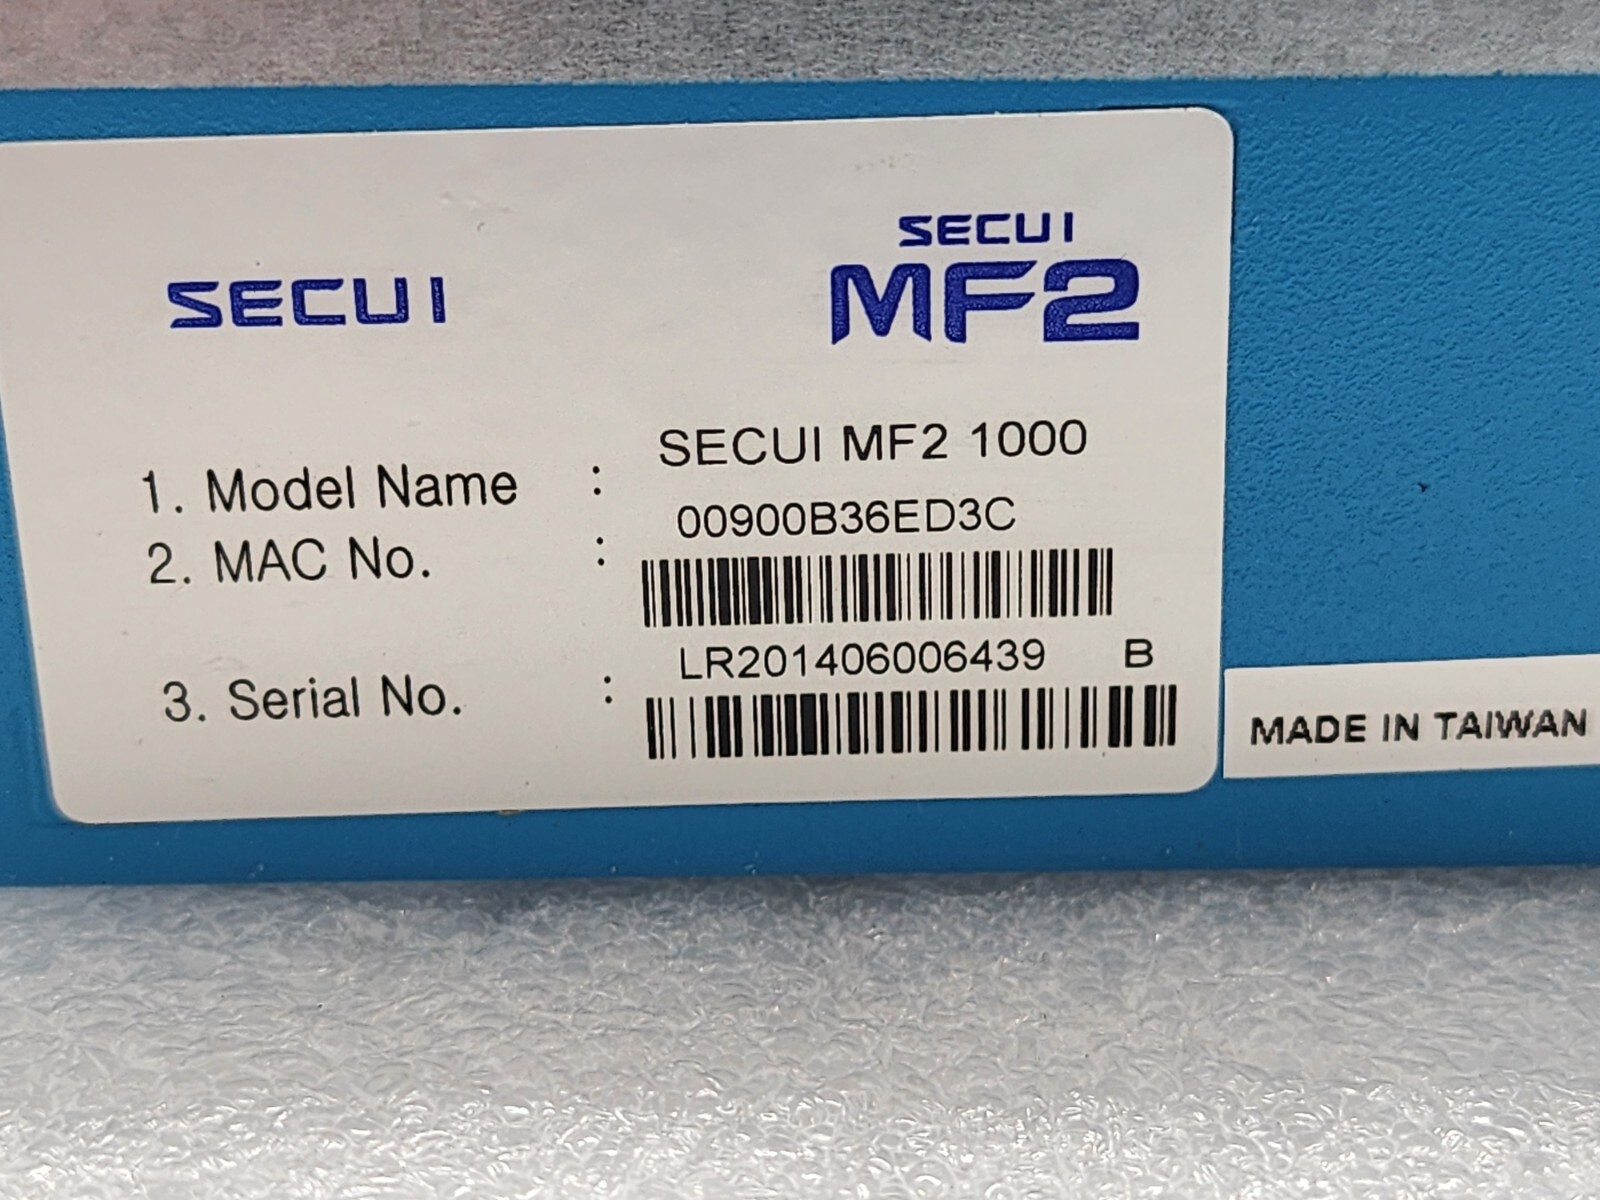 SECUI
SECUI
MF2
1. Model Name : SECUI MF2 1000
2. MAC No. : 00900B36ED3C
3. Serial No. : LR201406006439 B
MADE IN TAIWAN